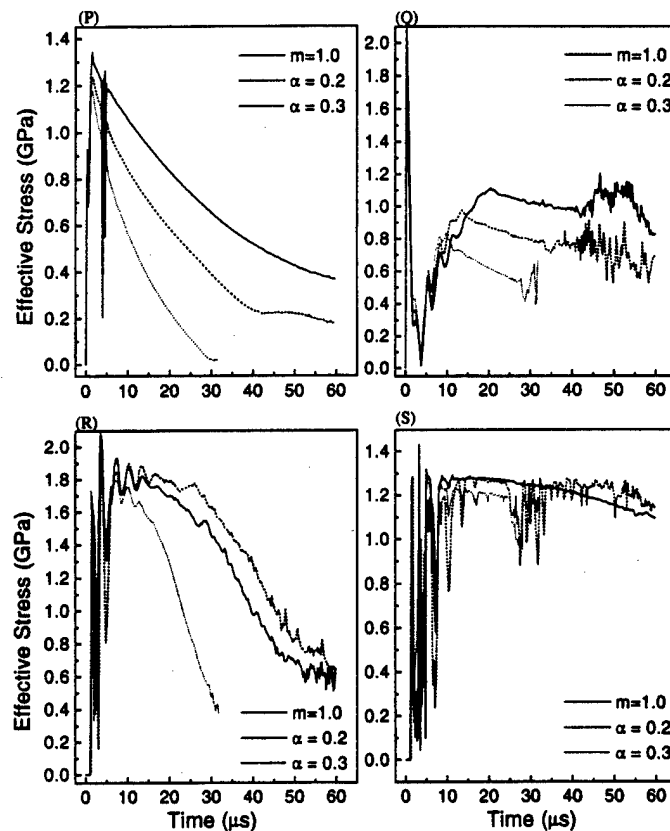 (P)
1.4
1.2
1.0
0.8
0.6
0.4
0.2
0.0
Effective Stress (GPa)
m=1.0
α = 0.2
α = 0.3
0 10 20 30 40 50 60
(Q)
2.0
1.8
1.6
1.4
1.2
1.0
0.8
0.6
0.4
0.2
0.0
m=1.0
α = 0.2
α = 0.3
0 10 20 30 40 50 60
(R)
2.0
1.8
1.6
1.4
1.2
1.0
0.8
0.6
0.4
0.2
0.0
Effective Stress (GPa)
m=1.0
α = 0.2
α = 0.3
0 10 20 30 40 50 60
Time (μs)
(S)
1.4
1.2
1.0
0.8
0.6
0.4
0.2
0.0
m=1.0
α = 0.2
α = 0.3
0 10 20 30 40 50 60
Time (μs)